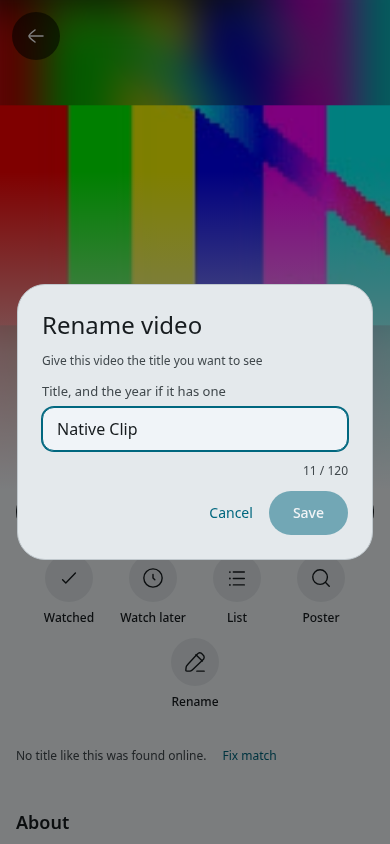 Rename video
Give this video the title you want to see
Title, and the year if it has one
Native Clip
11 / 120
Cancel
Save
Watched
Watch later
List
Poster
Rename
No title like this was found online.
Fix match
About